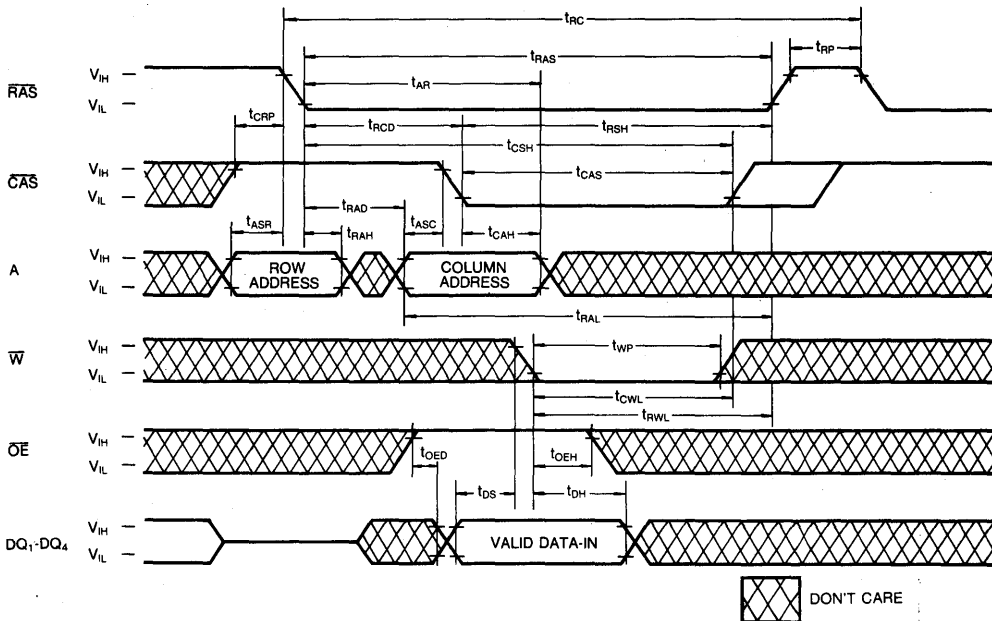 tRC
tRP
tRAS
tAR
RAS
VIH
VIL
tCRP
tRCD
tRSH
tCSH
CAS
VIH
VIL
tCAS
tRAD
tASR
tRAH
tASC
tCAH
A
VIH
VIL
ROW
ADDRESS
COLUMN
ADDRESS
tRAL
W
VIH
VIL
tWP
tCWL
tRWL
OE
VIH
VIL
tOED
tOEH
tDS
tDH
DQ1-DQ4
VIH
VIL
VALID DATA-IN
DON'T CARE